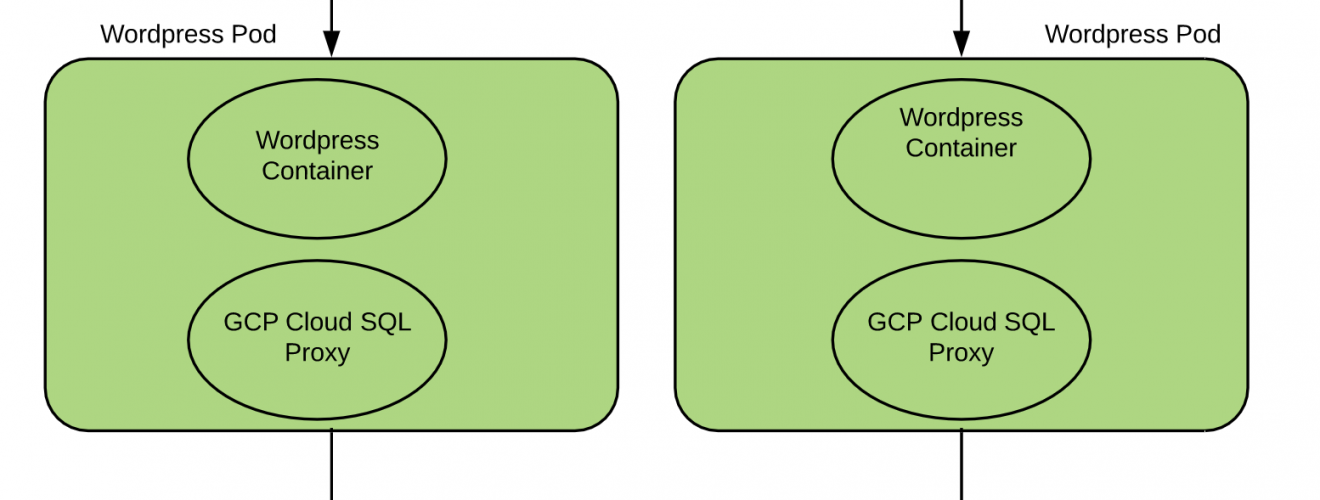 Wordpress Pod
Wordpress
Container
GCP Cloud SQL
Proxy
Wordpress Pod
Wordpress
Container
GCP Cloud SQL
Proxy